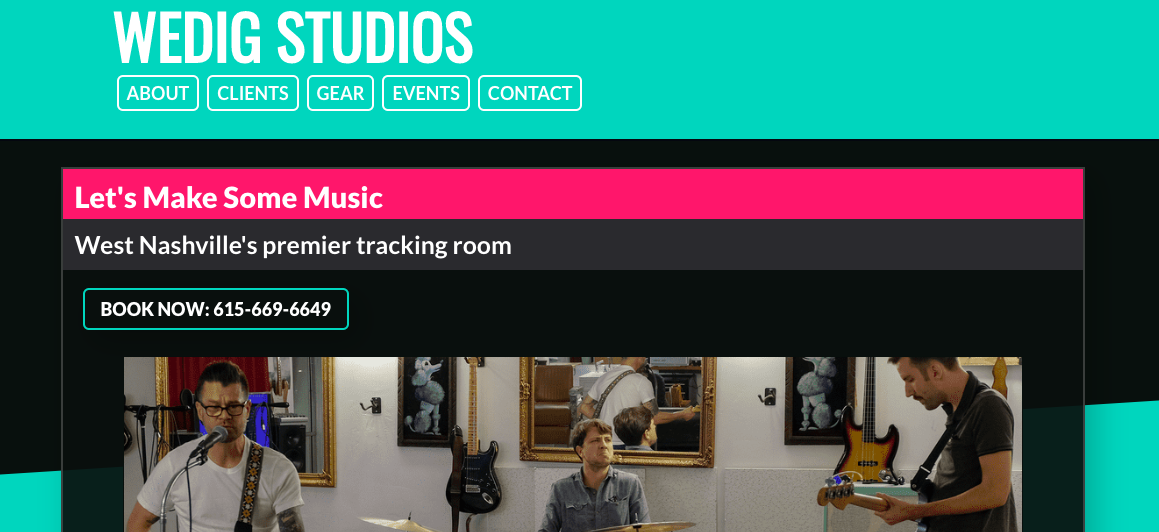 WEDIG STUDIOS
ABOUT CLIENTS GEAR EVENTS CONTACT
Let's Make Some Music
West Nashville's premier tracking room
BOOK NOW: 615-669-6649